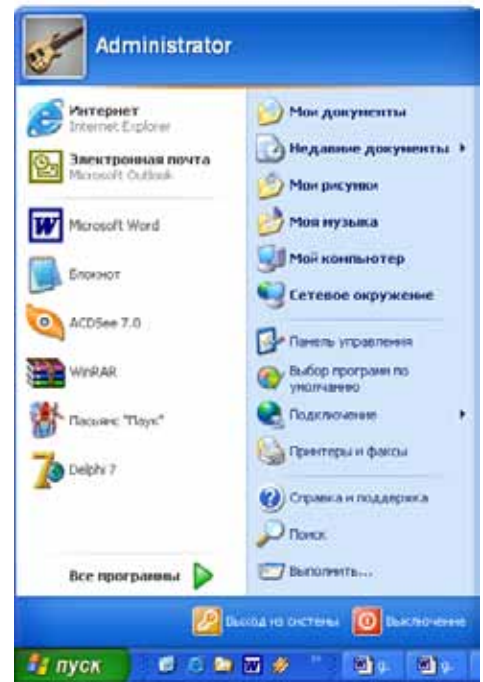 Administrator
Интернет
Internet Explorer
Электронная почта
Microsoft Outlook
Microsoft Word
Блокнот
ACDSee 7.0
WinRAR
Пасьянс "Паук"
Delphi 7
Все программы
Мои документы
Недавние документы
Мои рисунки
Моя музыка
Мой компьютер
Сетевое окружение
Панель управления
Выбор программ по
умолчанию
Подключение
Принтеры и факсы
Справка и поддержка
Поиск
Выполнить...
Выход из системы
Выключение
пуск